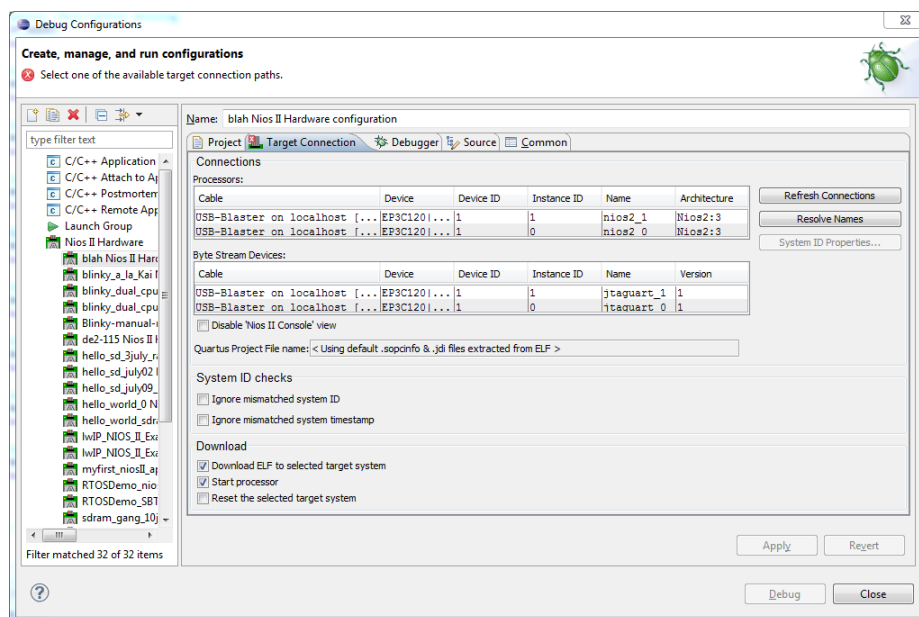 Debug Configurations
Create, manage, and run configurations
Select one of the available target connection paths.
type filter text
C/C++ Application
C/C++ Attach to Ap
C/C++ Postmortem
C/C++ Remote App
Launch Group
Nios II Hardware
blah Nios II Hard
blinky_a_la_Kai N
blinky_dual_cpu_
blinky_dual_cpu_
Blinky-manual-r
de2-115 Nios II H
hello_sd_3july_ra
hello_sd_july02 N
hello_sd_july09_
hello_world_0 N
hello_world_sdra
lwIP_NIOS_II_Exa
lwIP_NIOS_II_Exa
myfirst_niosII_ap
RTOSDemo_nio
RTOSDemo_SBT
sdram_gang_10j
Filter matched 32 of 32 items
Name: blah Nios II Hardware configuration
Project Target Connection Debugger Source Common
Connections
Processors:
Cable Device Device ID Instance ID Name Architecture
USB-Blaster on localhost [... EP3C120|... 1 1 nios2_1 Nios2:3
USB-Blaster on localhost [... EP3C120|... 1 0 nios2_0 Nios2:3
Refresh Connections
Resolve Names
System ID Properties...
Byte Stream Devices:
Cable Device Device ID Instance ID Name Version
USB-Blaster on localhost [... EP3C120|... 1 1 jtaguart_1 1
USB-Blaster on localhost [... EP3C120|... 1 0 jtaguart_0 1
Disable 'Nios II Console' view
Quartus Project File name: < Using default .sopcinfo & .jdi files extracted from ELF >
System ID checks
Ignore mismatched system ID
Ignore mismatched system timestamp
Download
Download ELF to selected target system
Start processor
Reset the selected target system
Apply Revert
Debug Close